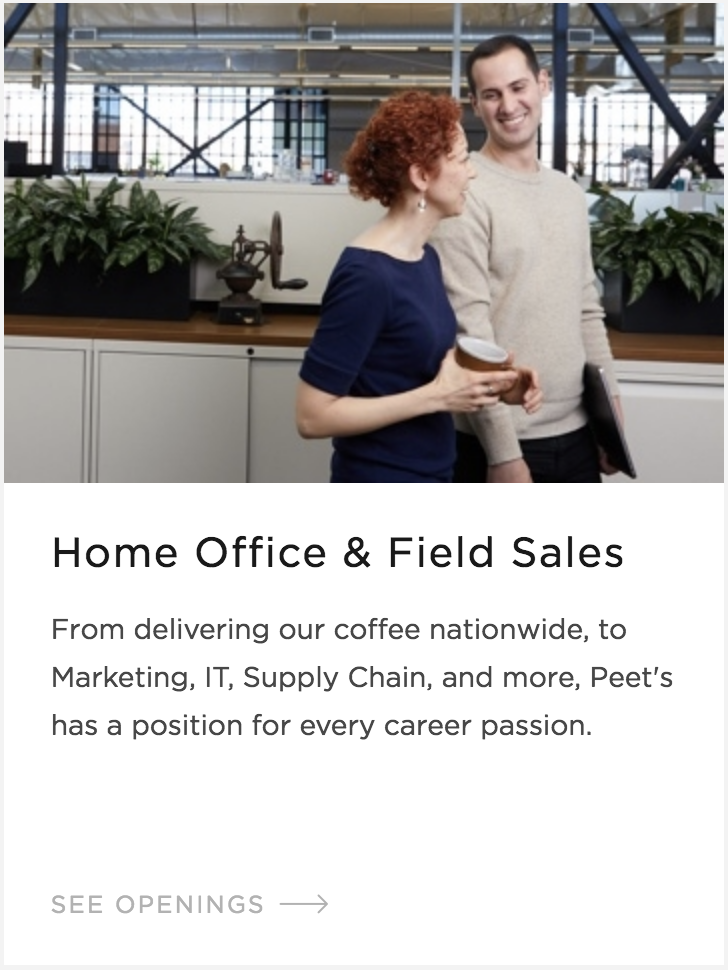 Home Office & Field Sales
From delivering our coffee nationwide, to
Marketing, IT, Supply Chain, and more, Peet's
has a position for every career passion.
SEE OPENINGS